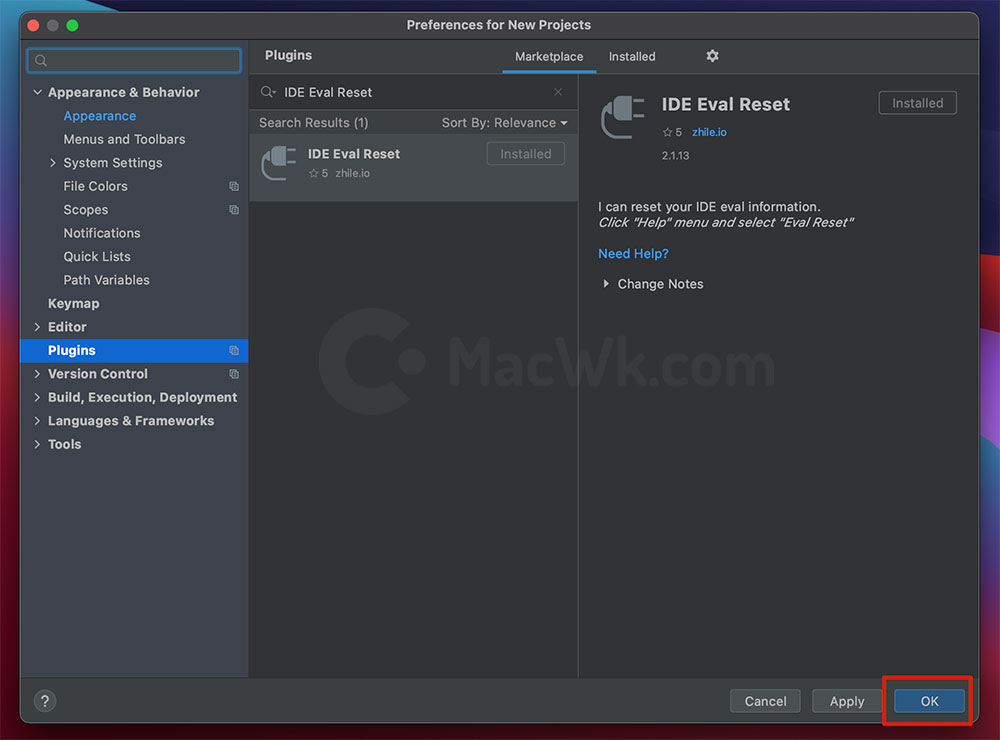 Preferences for New Projects
Appearance & Behavior
Appearance
Menus and Toolbars
System Settings
File Colors
Scopes
Notifications
Quick Lists
Path Variables
Keymap
Editor
Plugins
Version Control
Build, Execution, Deployment
Languages & Frameworks
Tools
Plugins
Marketplace
Installed
IDE Eval Reset
Search Results (1)
Sort By: Relevance
IDE Eval Reset
Installed
5 zhile.io
IDE Eval Reset
Installed
5 zhile.io
2.1.13
I can reset your IDE eval information.
Click "Help" menu and select "Eval Reset"
Need Help?
Change Notes
MacWk.com
?
Cancel
Apply
OK